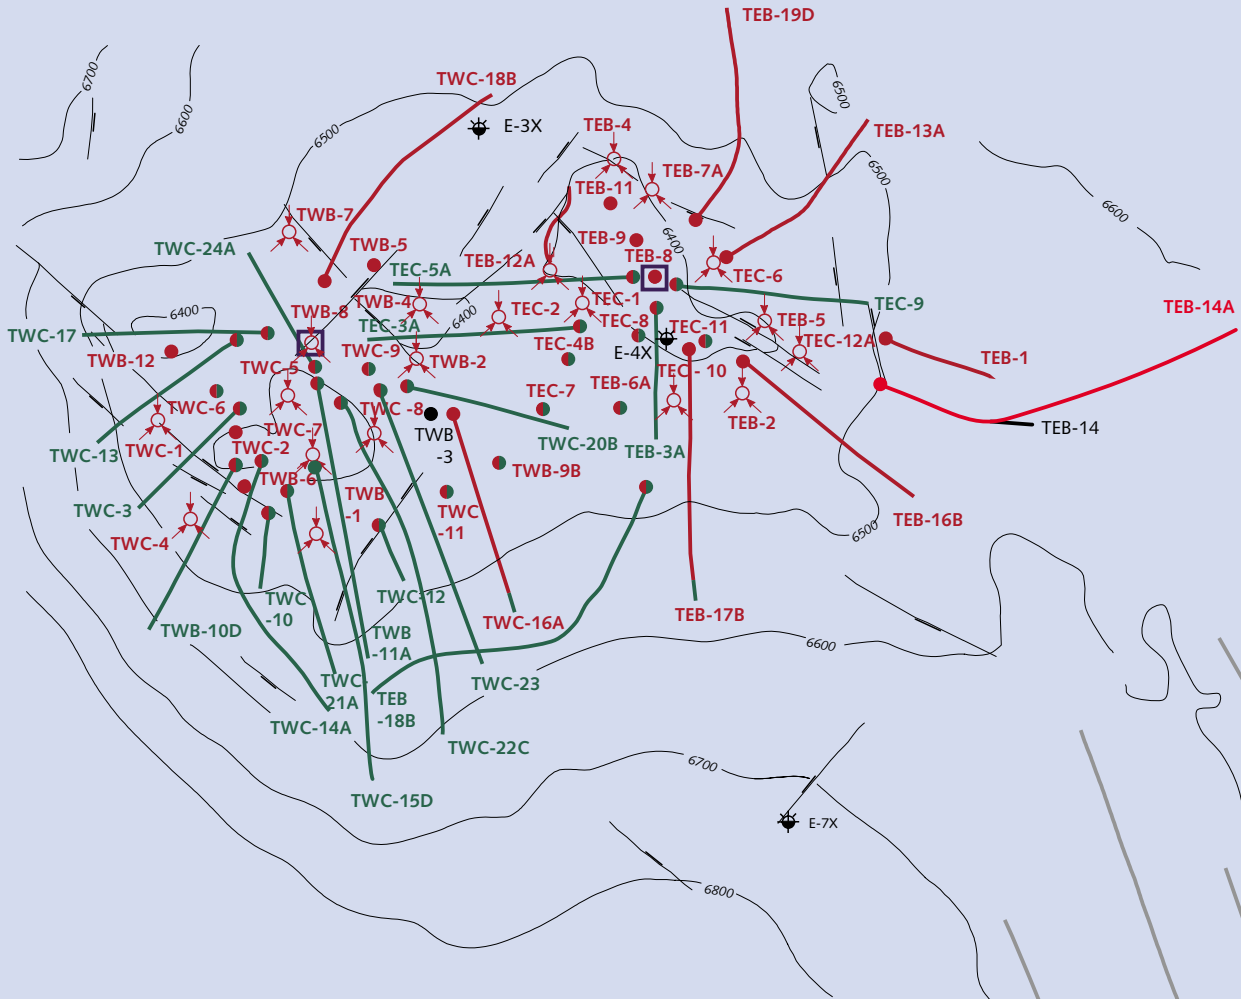 TEB-19D
6700
TWC-18B
6500
6600
E-3X
TEB-4
6500
TEB-13A
TEB-7A
6500
TEB-11
6600
TWB-7
TEB-9
6400
TWC-24A
TWB-5
TEB-8
TEC-5A
TEB-12A
TEC-6
TWB-4
TEC-1
TEC-9
TEB-14A
6400
TWB-8
TEC-2
6400
TEC-8
TEB-5
TEC-3A
TEC-11
TWC-17
TEC-4B
E-4X
TEC-12A
TWB-12
TWC-9
TWB-2
TEB-1
TWC-5
TEC - 10
TEB-6A
TEC-7
TWC-6
TWC -8
TEB-2
TEB-14
TWC-7
TWB
-3
TWC-20B
TWC-1
TWC-2
TEB-3A
TWC-13
TWB-9B
TWB-6
TWB
-1
TWC
-11
TWC-3
TEB-16B
6500
TWC-4
TWC-12
TWC
-10
TWC-16A
TEB-17B
TWB-10D
TWB
-11A
6600
TWC-
21A
TWC-23
TEB
-18B
TWC-14A
TWC-22C
6700
TWC-15D
E-7X
6800